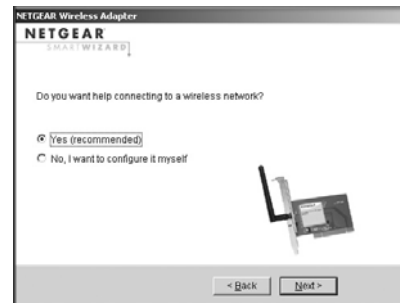 NETGEAR Wireless Adapter
NETGEAR
SMARTWIZARD
Do you want help connecting to a wireless network?
Yes (recommended)
No, I want to configure it myself
< Back
Next >